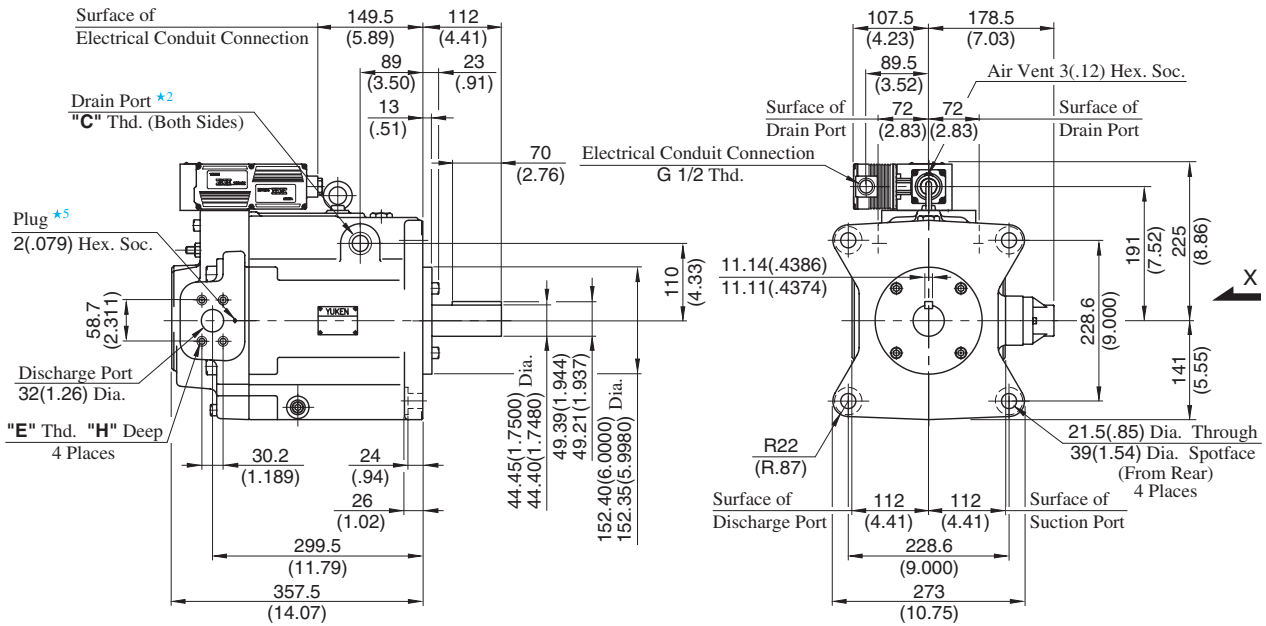 Surface of
Electrical Conduit Connection
149.5
(5.89)
112
(4.41)
89
(3.50)
23
(.91)
Drain Port ★2
"C" Thd. (Both Sides)
13
(.51)
70
(2.76)
Plug ★5
2(.079) Hex. Soc.
58.7
(2.311)
YUKEN
110
(4.33)
Discharge Port
32(1.26) Dia.
"E" Thd. "H" Deep
4 Places
30.2
(1.189)
24
(.94)
26
(1.02)
299.5
(11.79)
357.5
(14.07)
44.45(1.7500)
44.40(1.7480)
Dia.
49.39(1.944)
49.21(1.937)
152.40(6.0000)
152.35(5.9980)
Dia.
107.5
(4.23)
178.5
(7.03)
89.5
(3.52)
Air Vent 3(.12) Hex. Soc.
Surface of
Drain Port
72
(2.83)
72
(2.83)
Surface of
Drain Port
Electrical Conduit Connection
G 1/2 Thd.
11.14(.4386)
11.11(.4374)
191
(7.52)
225
(8.86)
X
228.6
(9.000)
141
(5.55)
R22
(R.87)
21.5(.85) Dia. Through
39(1.54) Dia. Spotface
(From Rear)
4 Places
Surface of
Discharge Port
112
(4.41)
112
(4.41)
Surface of
Suction Port
228.6
(9.000)
273
(10.75)